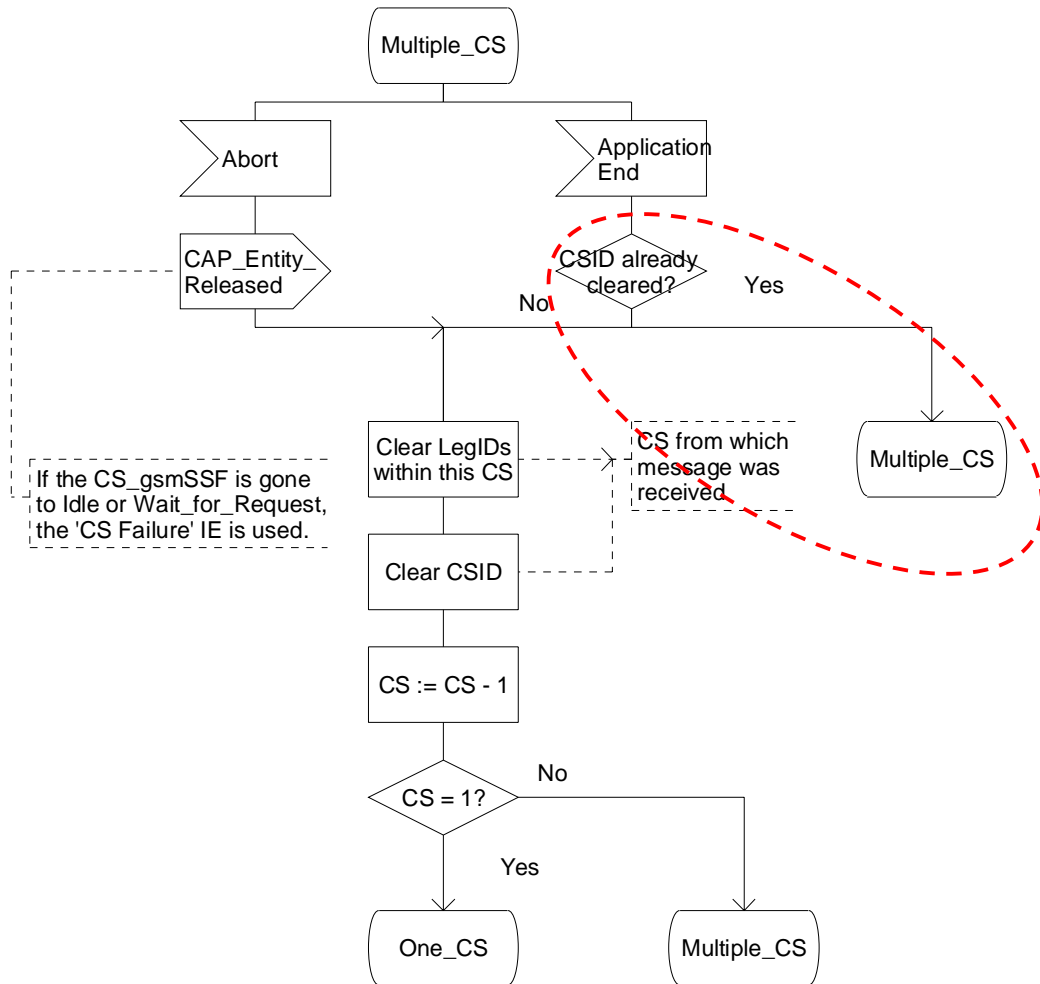 Multiple_CS
Abort
Application
End
CAP_Entity_
Released
CSID already
cleared?
Yes
No
Clear LegIDs
within this CS
CS from which
message was
received
Multiple_CS
If the CS_gsmSSF is gone
to Idle or Wait_for_Request,
the 'CS Failure' IE is used.
Clear CSID
CS := CS - 1
CS = 1?
No
Yes
One_CS
Multiple_CS